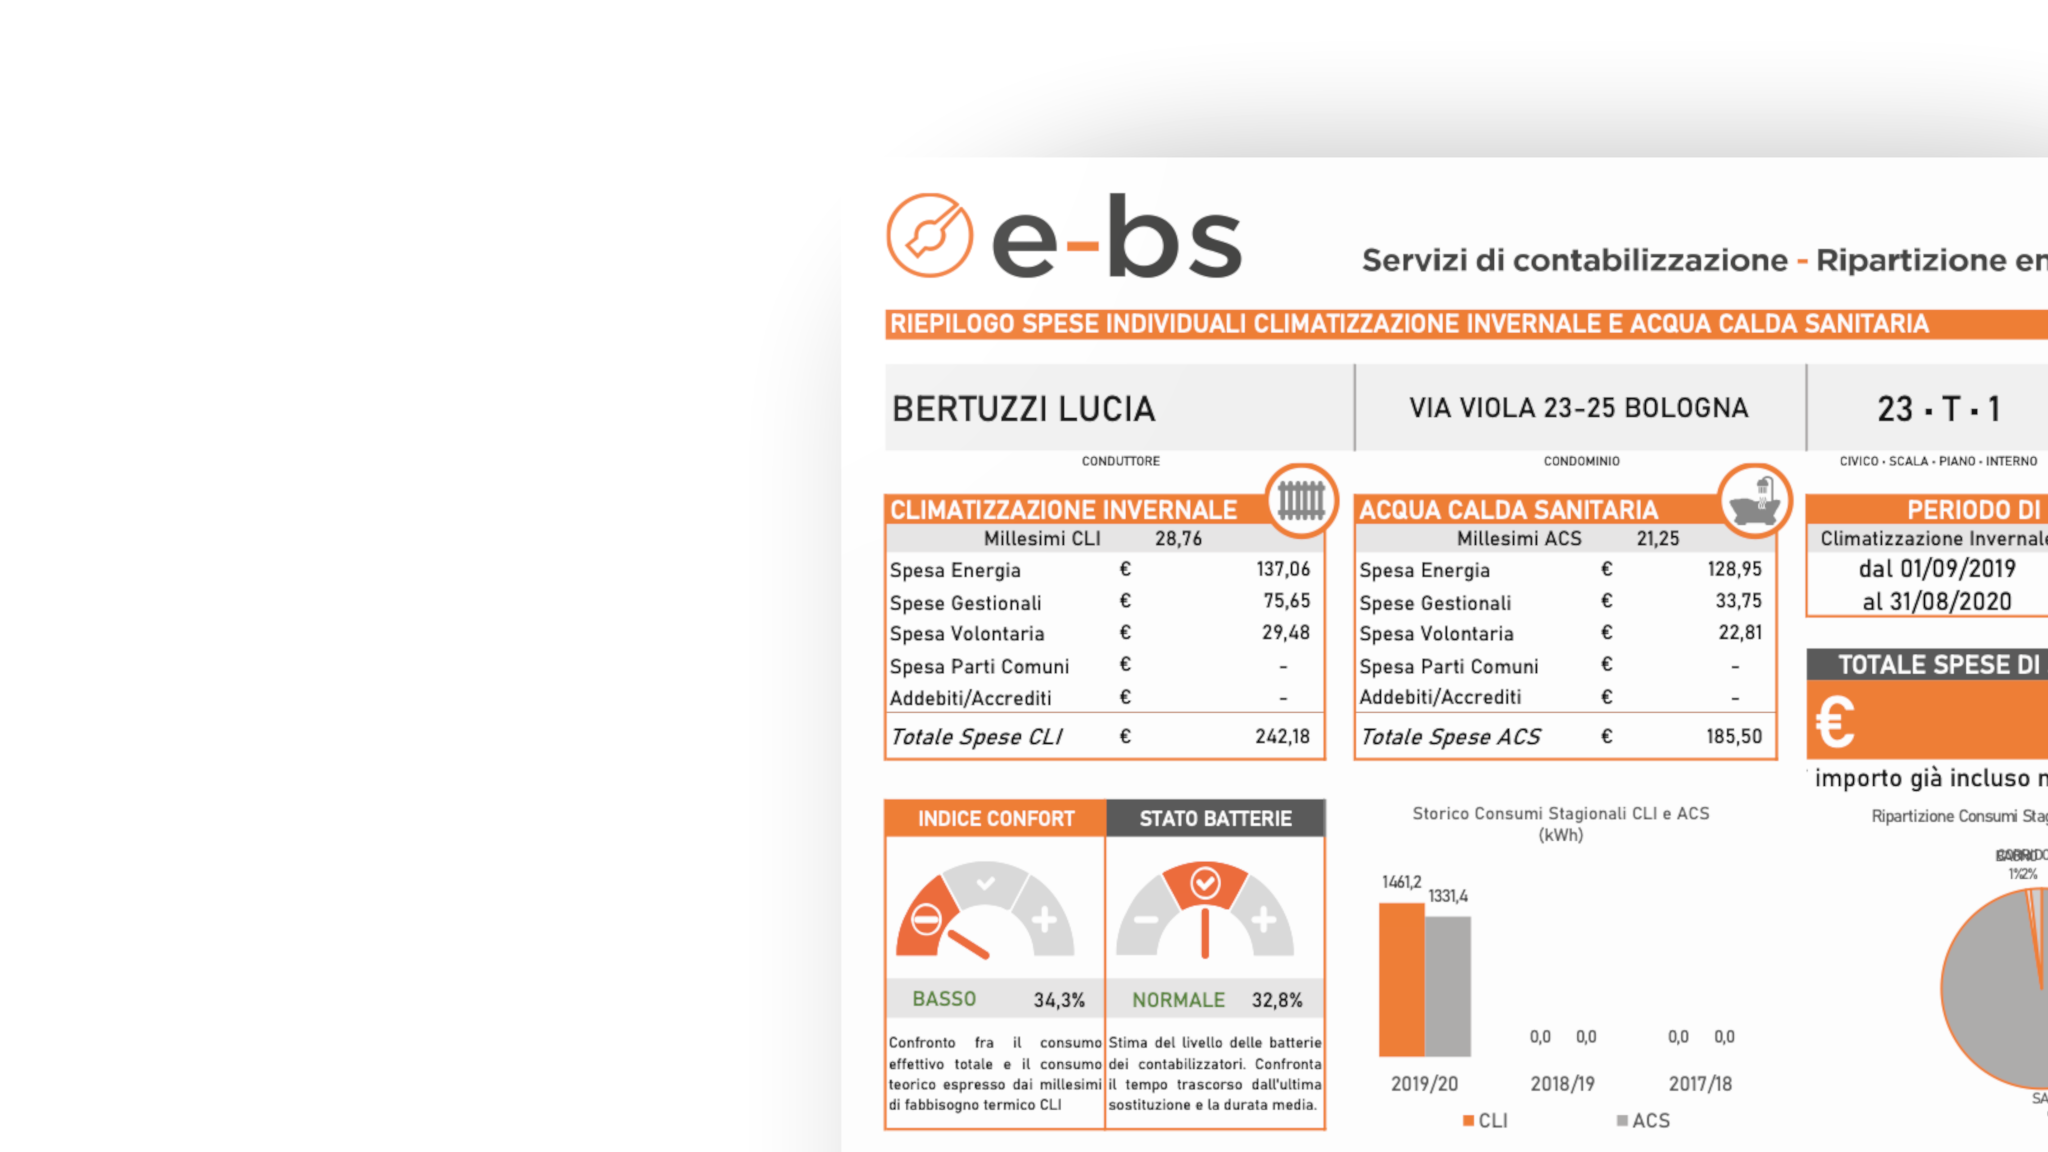 e-bs
Servizi di contabilizzazione - Ripartizione
RIEPILOGO SPESE INDIVIDUALI CLIMATIZZAZIONE INVERNALE E ACQUA CALDA SANITARIA
BERTUZZI LUCIA
VIA VIOLA 23-25 BOLOGNA
23 · T · 1
CONDUTTORE
CONDOMINIO
CIVICO · SCALA · PIANO · INTERNO
CLIMATIZZAZIONE INVERNALE
Millesimi CLI 28,76
Spesa Energia € 137,06
Spese Gestionali € 75,65
Spesa Volontaria € 29,48
Spesa Parti Comuni € -
Addebiti/Accrediti € -
Totale Spese CLI € 242,18
ACQUA CALDA SANITARIA
Millesimi ACS 21,25
Spesa Energia € 128,95
Spese Gestionali € 33,75
Spesa Volontaria € 22,81
Spesa Parti Comuni € -
Addebiti/Accrediti € -
Totale Spese ACS € 185,50
PERIODO DI
Climatizzazione Invernale
dal 01/09/2019
al 31/08/2020
TOTALE SPESE DI
€
importo già incluso
INDICE CONFORT
BASSO 34,3%
Confronto fra il consumo
effettivo totale e il consumo
teorico espresso dai millesimi
di fabbisogno termico CLI
STATO BATTERIE
NORMALE 32,8%
Stima del livello delle batterie
dei contabilizzatori. Confronta
il tempo trascorso dall'ultima
sostituzione e la durata media.
Storico Consumi Stagionali CLI e ACS
(kWh)
1461,2
1331,4
0,0 0,0 0,0 0,0
2019/20 2018/19 2017/18
CLI ACS
Ripartizione Consumi
1% 2%